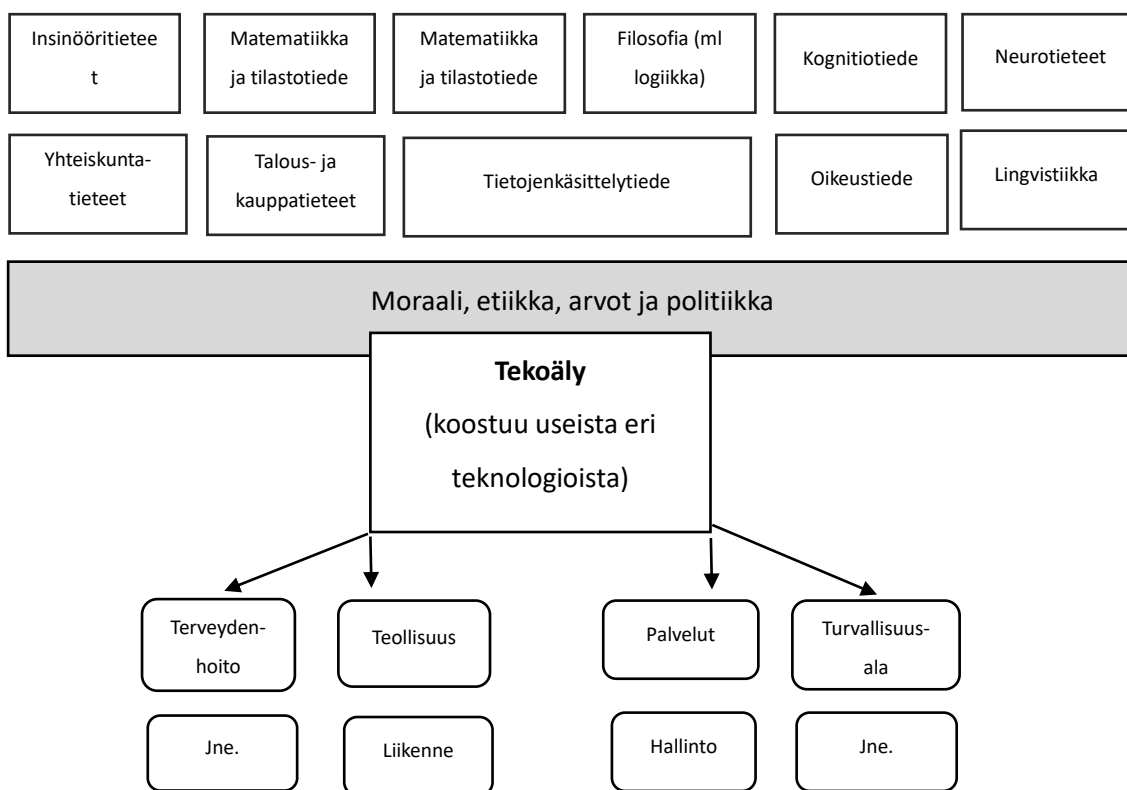 Insinööritietee
t
Matematiikka
ja tilastotiede
Matematiikka
ja tilastotiede
Filosofia (ml
logiikka)
Kognitiotiede
Neurotieteet
Yhteiskunta-
tieteet
Talous- ja
kauppatieteet
Tietojenkäsittelytiede
Oikeustiede
Lingvistiikka
Moraali, etiikka, arvot ja politiikka
Tekoäly
(koostuu useista eri
teknologioista)
Terveyden-
hoito
Teollisuus
Palvelut
Turvallisuus-
ala
Jne.
Liikenne
Hallinto
Jne.